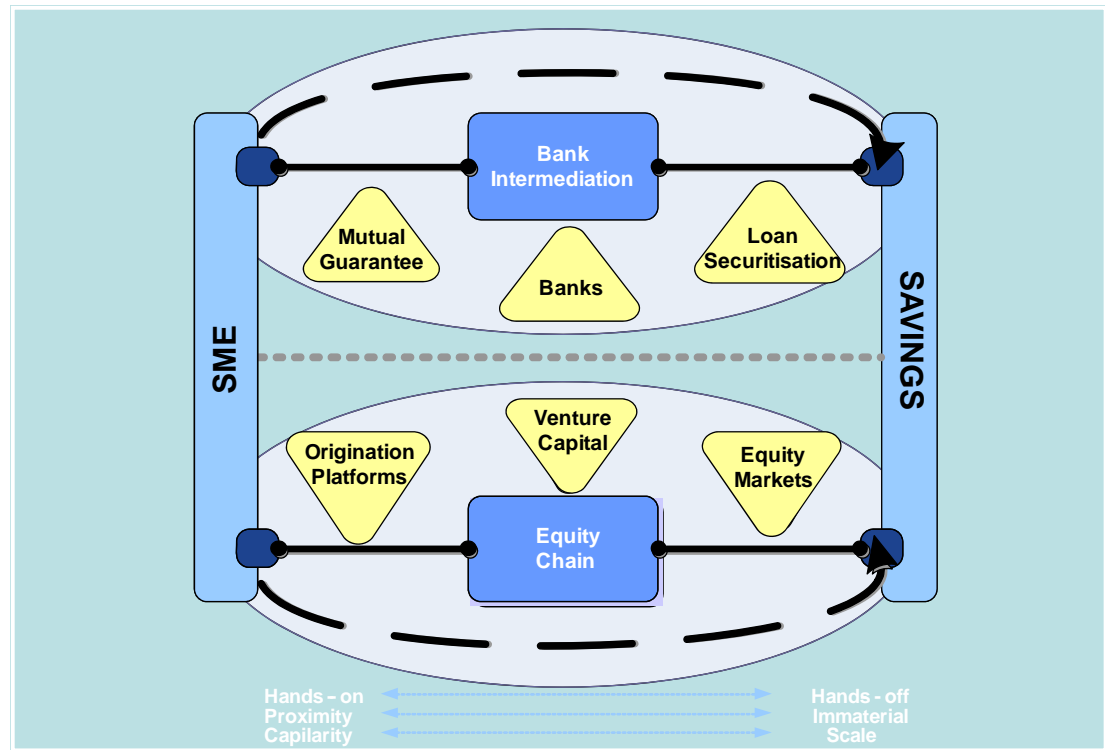 Bank
Intermediation
Mutual
Guarantee
Banks
Loan
Securitisation
SME
SAVINGS
Origination
Platforms
Venture
Capital
Equity
Markets
Equity
Chain
Hands – on
Hands - off
Proximity
Immaterial
Capilarity
Scale